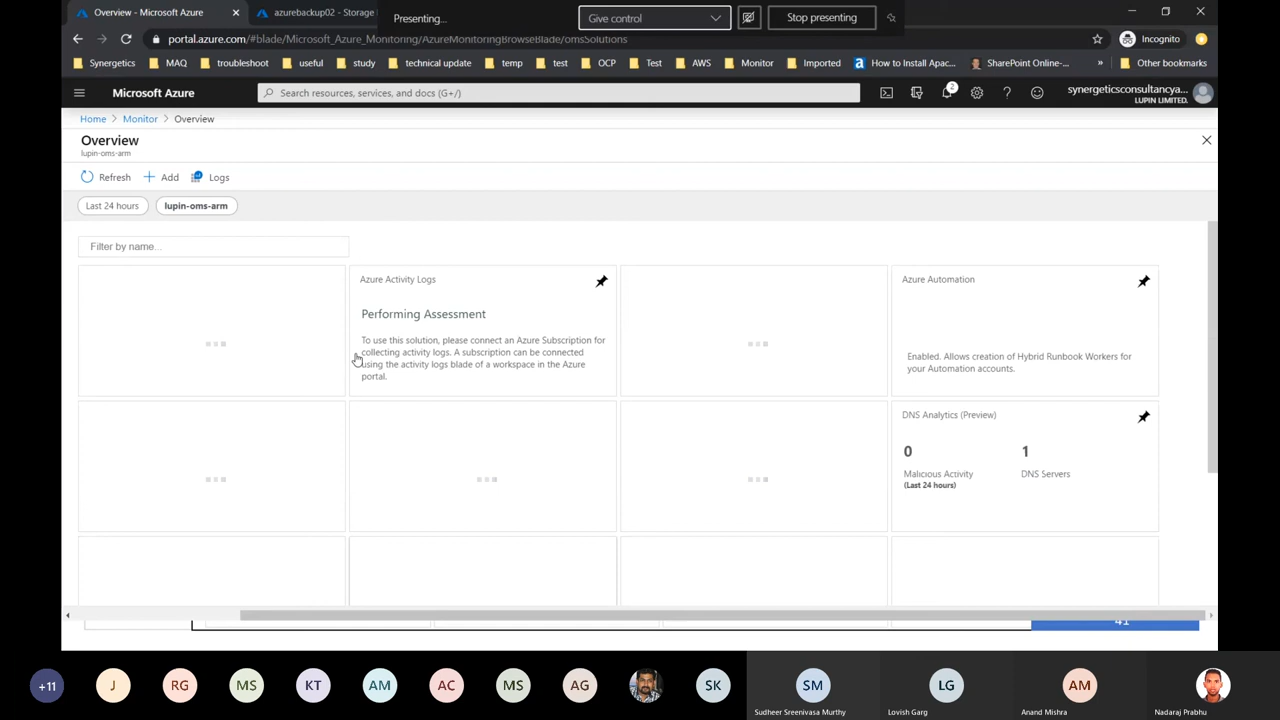 Overview - Microsoft Azure
azurebackup02 - Storage
Presenting...
Give control
Stop presenting
portal.azure.com/#blade/Microsoft_Azure_Monitoring/AzureMonitoringBrowseBlade/omsSolutions
Incognito
Synergetics
MAQ
troubleshoot
useful
study
technical update
temp
test
OCP
Test
AWS
Monitor
Imported
How to Install Apac...
SharePoint Online-...
»
Other bookmarks
Microsoft Azure
Search resources, services, and docs (G+/)
2
synergeticsconsultancya...
LUPIN LIMITED.
Home > Monitor > Overview
Overview
lupin-oms-arm
Refresh
Add
Logs
Last 24 hours
lupin-oms-arm
Filter by name...
Azure Activity Logs
Performing Assessment
To use this solution, please connect an Azure Subscription for
collecting activity logs. A subscription can be connected
using the activity logs blade of a workspace in the Azure
portal.
Azure Automation
Enabled. Allows creation of Hybrid Runbook Workers for
your Automation accounts.
DNS Analytics (Preview)
0
1
Malicious Activity
DNS Servers
(Last 24 hours)
41
+11
J
RG
MS
KT
AM
AC
MS
AG
SK
SM
LG
AM
Sudheer Sreenivasa Murthy
Lovish Garg
Anand Mishra
Nadaraj Prabhu